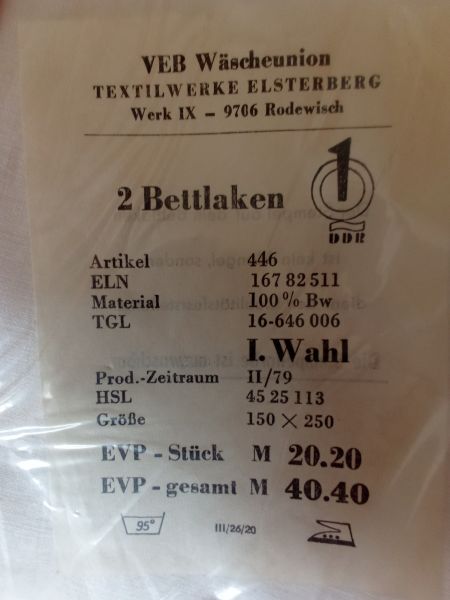 VEB Wäscheunion
TEXTILWERKE ELSTERBERG
Werk IX – 9706 Rodewisch
2 Bettlaken
1
DDR
Artikel 446
ELN 167 82 511
Material 100 % Bw
TGL 16-646 006
I. Wahl
Prod.-Zeitraum II/79
HSL 45 25 113
Größe 150 × 250
EVP - Stück M 20.20
EVP - gesamt M 40.40
95° III/26/20